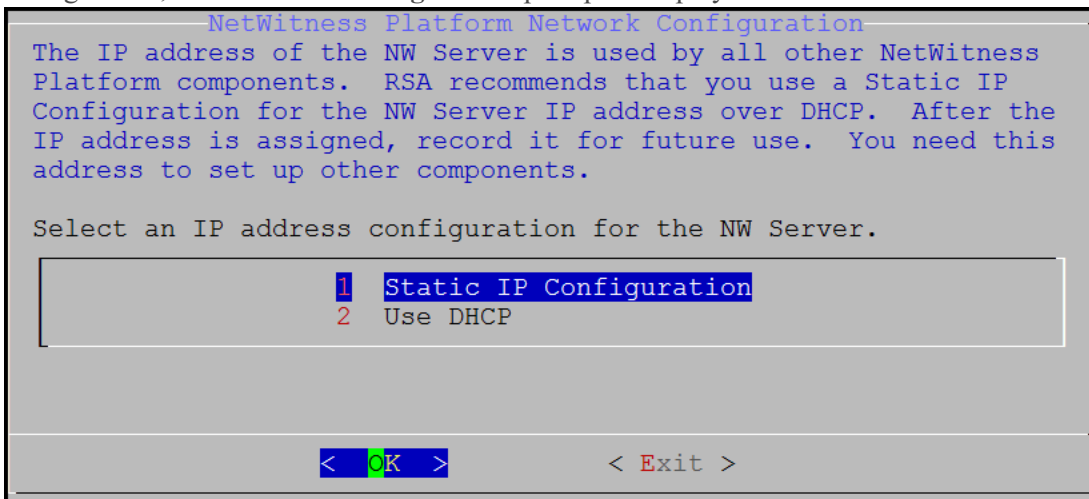 NetWitness Platform Network Configuration
The IP address of the NW Server is used by all other NetWitness
Platform components.  RSA recommends that you use a Static IP
Configuration for the NW Server IP address over DHCP.  After the
IP address is assigned, record it for future use.  You need this
address to set up other components.
Select an IP address configuration for the NW Server.
1 Static IP Configuration
2 Use DHCP
< OK > < Exit >